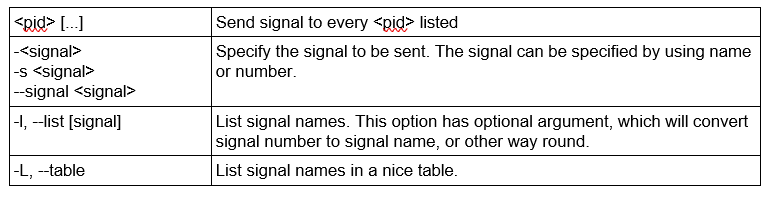 <pid> [...] Send signal to every <pid> listed
-<signal> Specify the signal to be sent. The signal can be specified by using name
-s <signal> or number.
--signal <signal>
-l, --list [signal] List signal names. This option has optional argument, which will convert
signal number to signal name, or other way round.
-L, --table List signal names in a nice table.